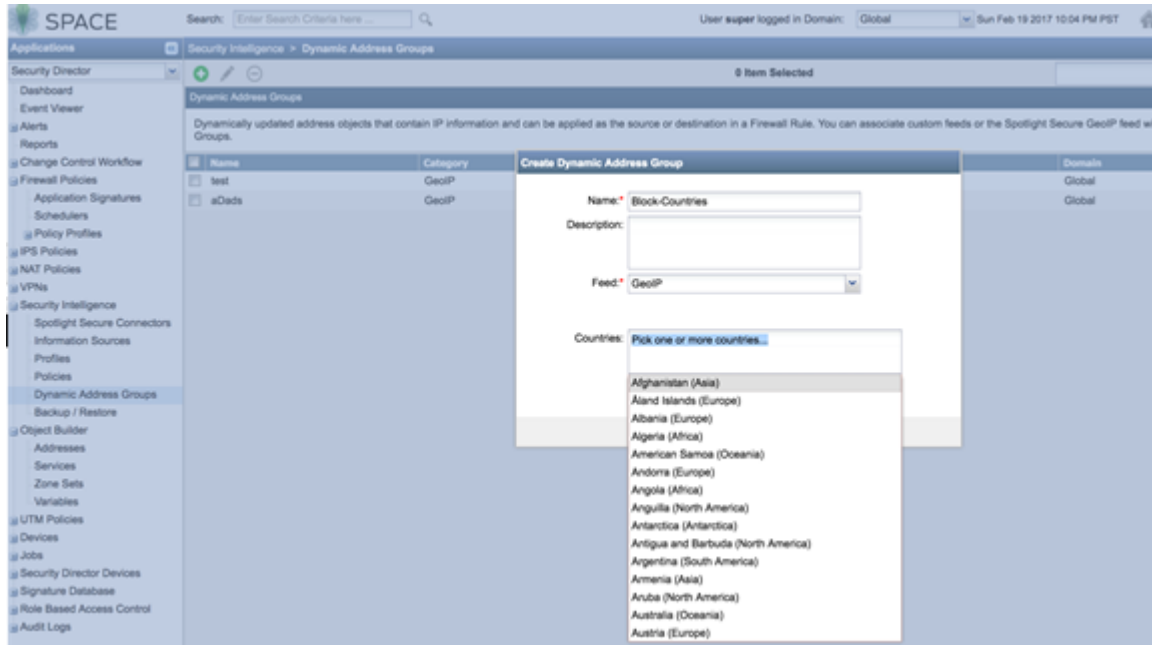 SPACE
Search: Enter Search Criteria here ...
User super logged in Domain: Global Sun Feb 19 2017 10:04 PM PST
Applications
Security Intelligence > Dynamic Address Groups
Security Director
0 Item Selected
Dashboard
Event Viewer
Alerts
Reports
Change Control Workflow
Firewall Policies
Application Signatures
Schedulers
Policy Profiles
IPS Policies
NAT Policies
VPNs
Security Intelligence
Spotlight Secure Connectors
Information Sources
Profiles
Policies
Dynamic Address Groups
Backup / Restore
Object Builder
Addresses
Services
Zone Sets
Variables
UTM Policies
Devices
Jobs
Security Director Devices
Signature Database
Role Based Access Control
Audit Logs
Dynamic Address Groups
Dynamically updated address objects that contain IP information and can be applied as the source or destination in a Firewall Rule. You can associate custom feeds or the Spotlight Secure GeoIP feed wi
Groups.
Name Category Domain
test GeoIP Global
aDads GeoIP Global
Create Dynamic Address Group
Name:* Block-Countries
Description:
Feed:* GeoIP
Countries: Pick one or more countries...
Afghanistan (Asia)
Åland Islands (Europe)
Albania (Europe)
Algeria (Africa)
American Samoa (Oceania)
Andorra (Europe)
Angola (Africa)
Anguilla (North America)
Antarctica (Antarctica)
Antigua and Barbuda (North America)
Argentina (South America)
Armenia (Asia)
Aruba (North America)
Australia (Oceania)
Austria (Europe)